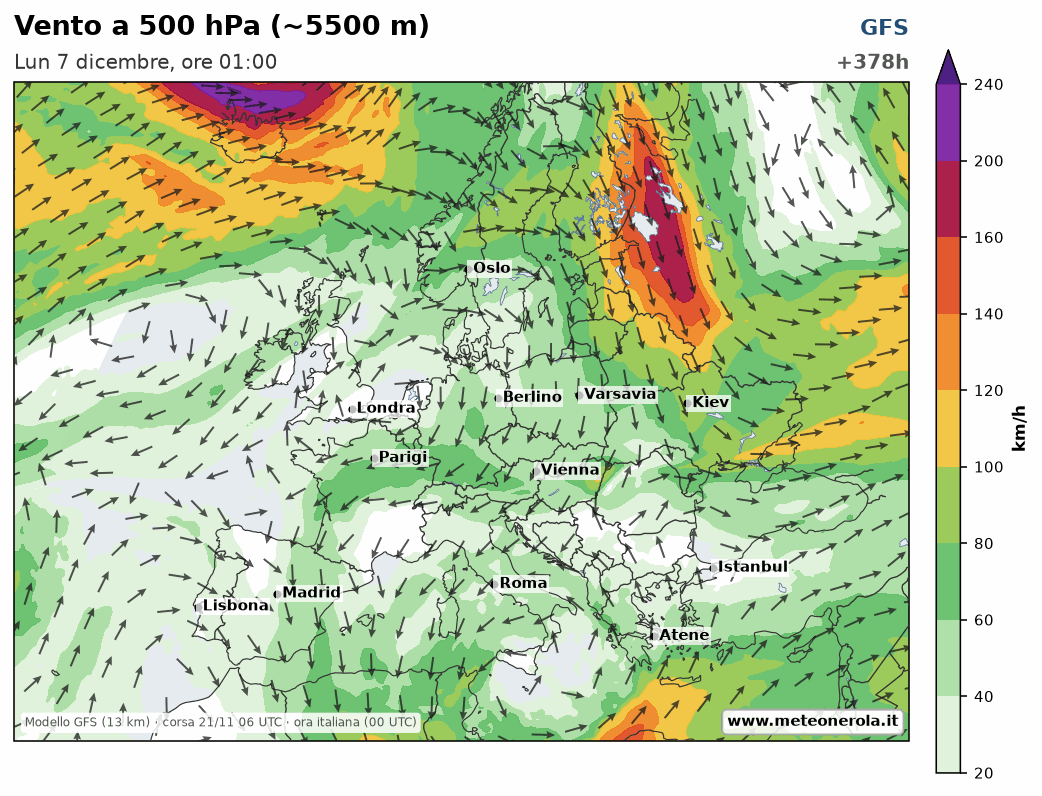 Vento a 500 hPa (~5500 m)
GFS
Lun 7 dicembre, ore 01:00
+378h
240
200
160
140
120
100
80
60
40
20
km/h
Oslo
Berlino
Varsavia
Kiev
Londra
Parigi
Vienna
Istanbul
Roma
Madrid
Lisbona
Atene
Modello GFS (13 km) · corsa 21/11 06 UTC · ora italiana (00 UTC)
www.meteonerola.it